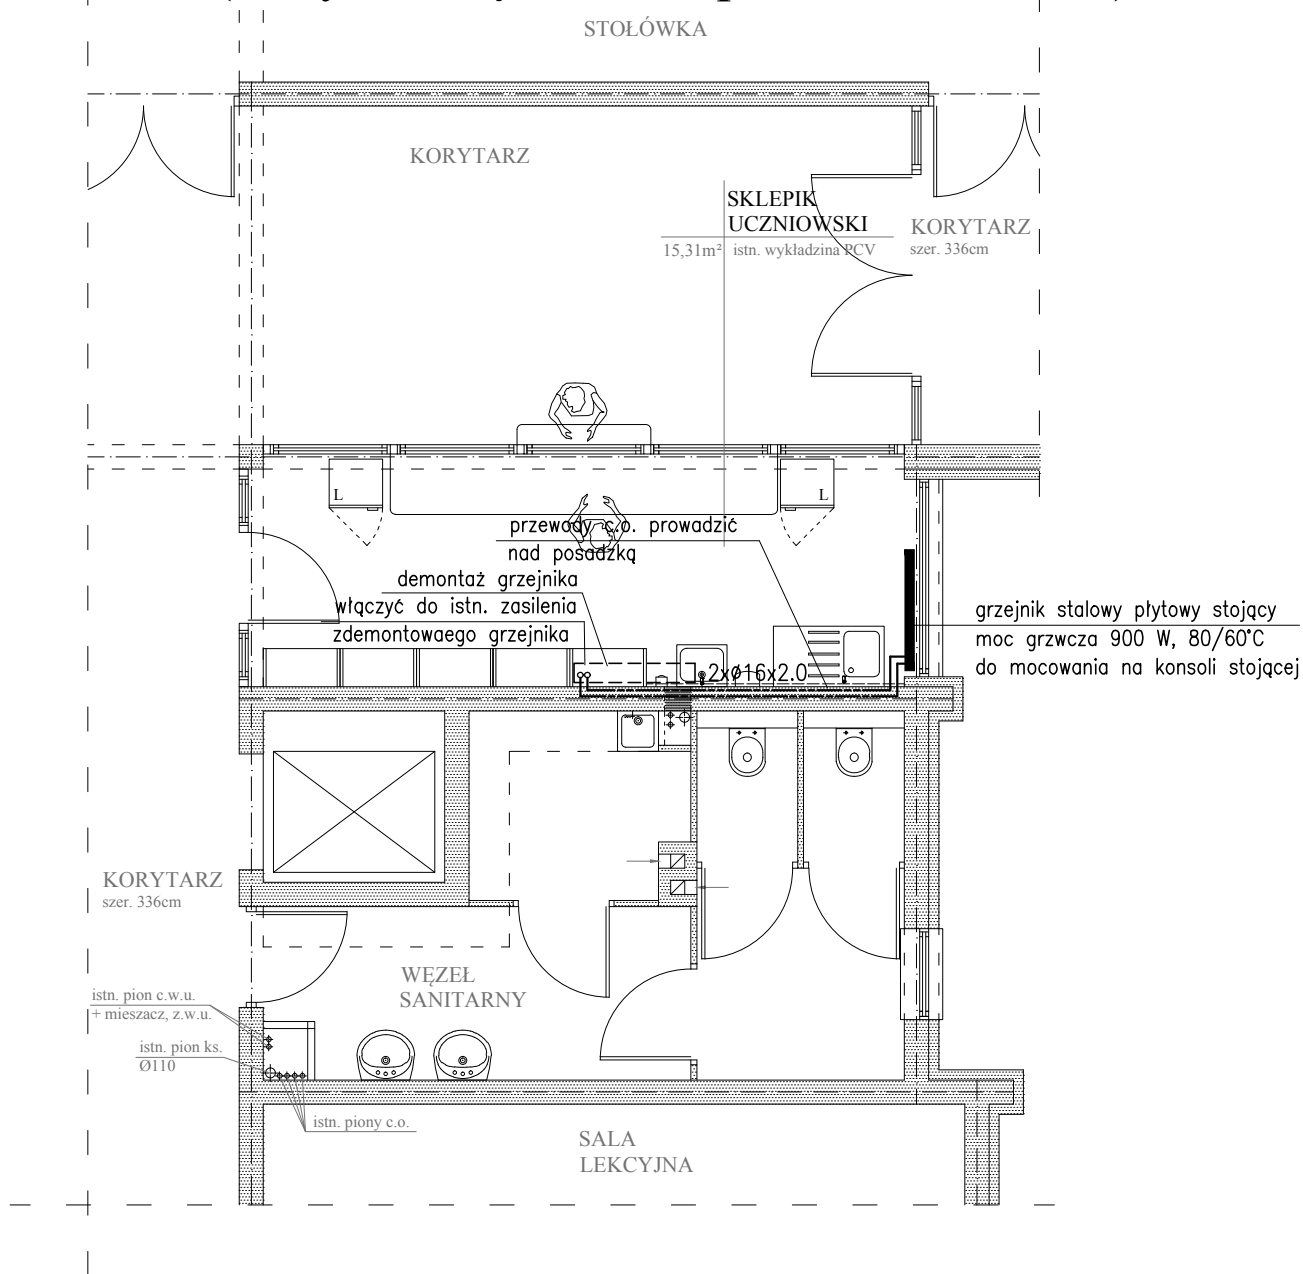 STOŁÓWKA
KORYTARZ
SKLEPIK
UCZNIOWSKI
15,31m² istn. wykładzina PCV
KORYTARZ
szer. 336cm
L
L
przewody c.o. prowadzić
nad posadzką
demontaż grzejnika
włączyć do istn. zasilenia
zdemontowaego grzejnika
grzejnik stalowy płytowy stojący
moc grzwcza 900 W, 80/60°C
do mocowania na konsoli stojącej
2xø16x2.0
KORYTARZ
szer. 336cm
WĘZEŁ
SANITARNY
istn. pion c.w.u.
+ mieszacz, z.w.u.
istn. pion ks.
Ø110
istn. piony c.o.
SALA
LEKCYJNA